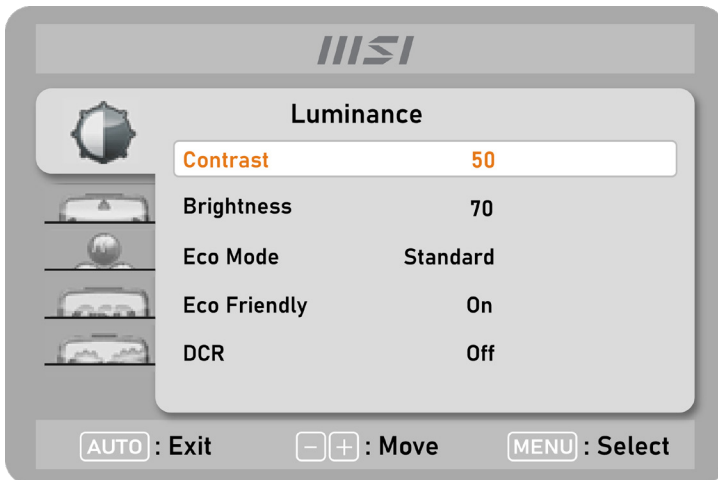 msi
Luminance
Contrast 50
Brightness 70
Eco Mode Standard
Eco Friendly On
DCR Off
AUTO : Exit - + : Move MENU : Select